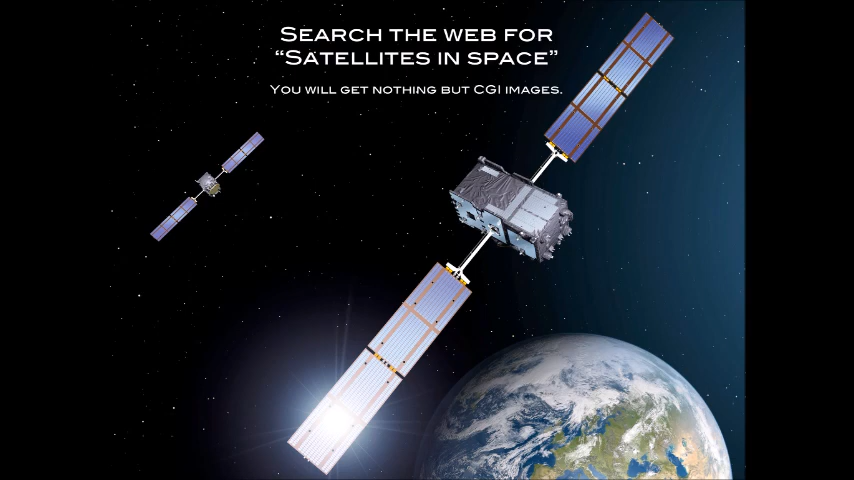 Search the web for
“Satellites in space”
You will get nothing but CGI images.